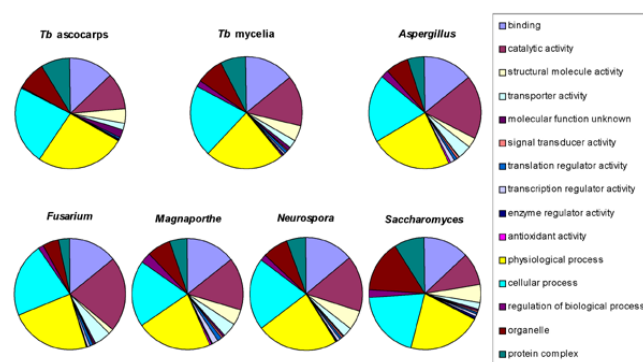 Tb ascocarps
Tb mycelia
Aspergillus
Fusarium
Magnaporthe
Neurospora
Saccharomyces
binding
catalytic activity
structural molecule activity
transporter activity
molecular function unknown
signal transducer activity
translation regulator activity
transcription regulator activity
enzyme regulator activity
antioxidant activity
physiological process
cellular process
regulation of biological process
organelle
protein complex